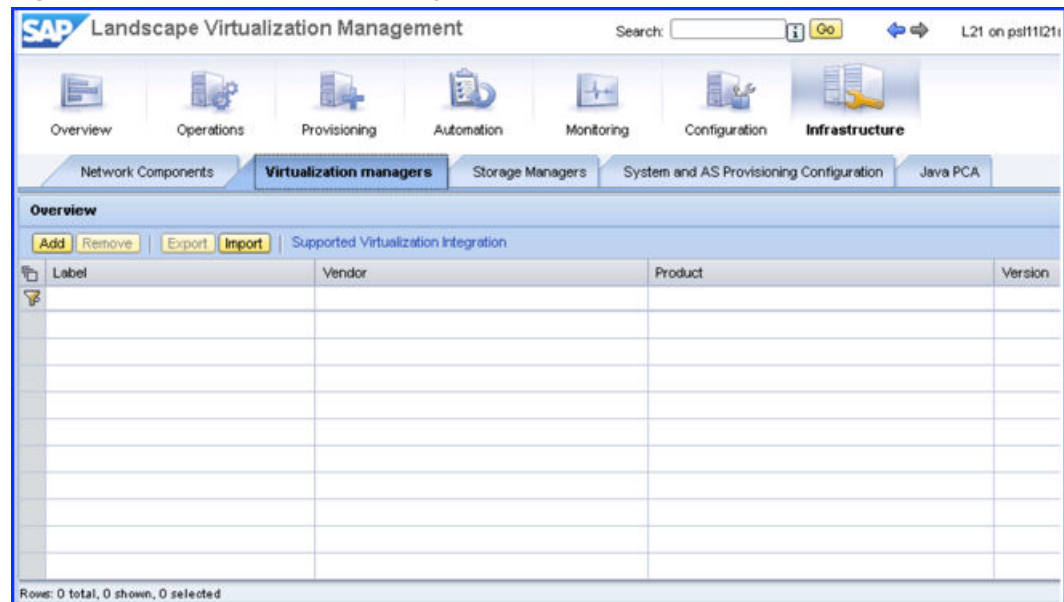 SAP Landscape Virtualization Management Search: i Go L21 on
Overview Operations Provisioning Automation Monitoring Configuration Infrastructure
Network Components Virtualization managers Storage Managers System and AS Provisioning Configuration Java PCA
Overview
Add Remove Export Import Supported Virtualization Integration
Label Vendor Product Version
Rows: 0 total, 0 shown, 0 selected